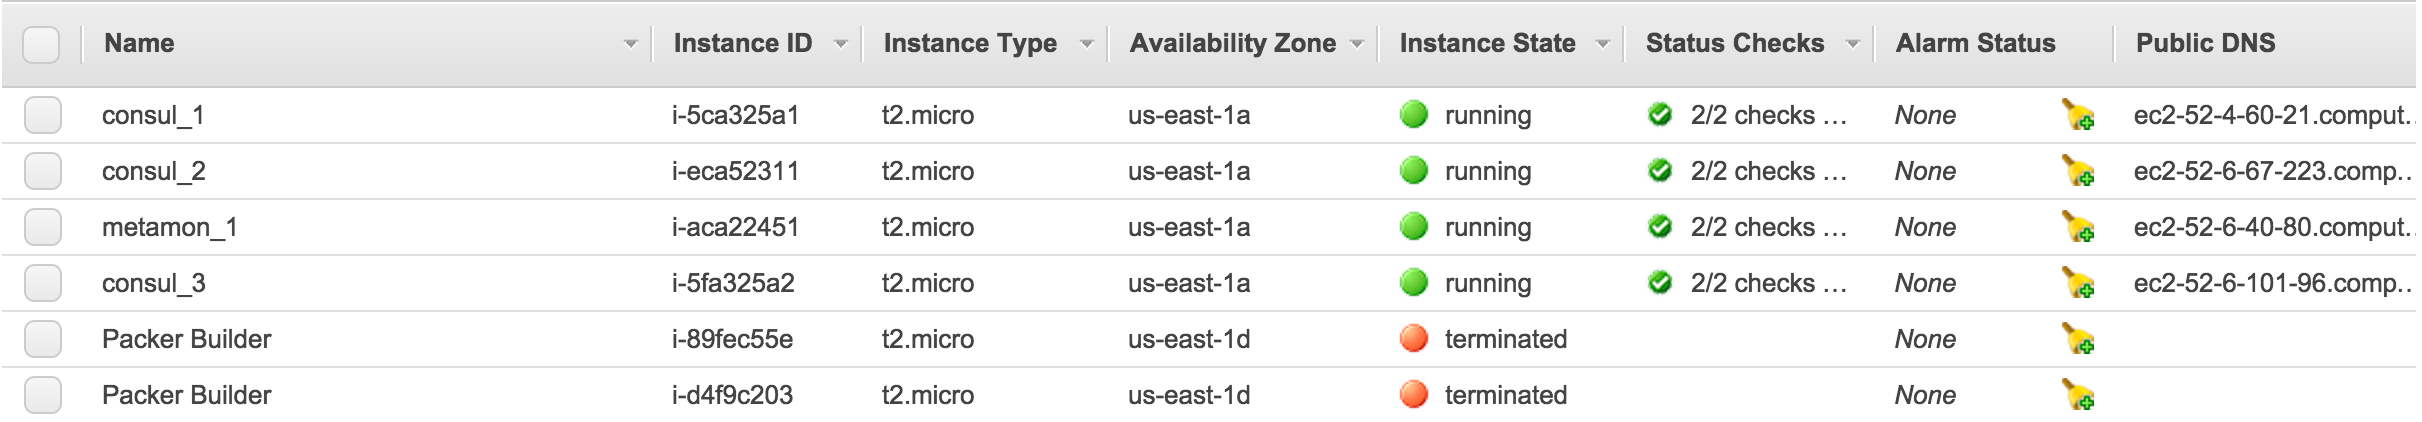 Name Instance ID Instance Type Availability Zone Instance State Status Checks Alarm Status Public DNS
consul_1 i-5ca325a1 t2.micro us-east-1a running 2/2 checks … None ec2-52-4-60-21.comput…
consul_2 i-eca52311 t2.micro us-east-1a running 2/2 checks … None ec2-52-6-67-223.comp…
metamon_1 i-aca22451 t2.micro us-east-1a running 2/2 checks … None ec2-52-6-40-80.comput…
consul_3 i-5fa325a2 t2.micro us-east-1a running 2/2 checks … None ec2-52-6-101-96.comp…
Packer Builder i-89fec55e t2.micro us-east-1d terminated None
Packer Builder i-d4f9c203 t2.micro us-east-1d terminated None